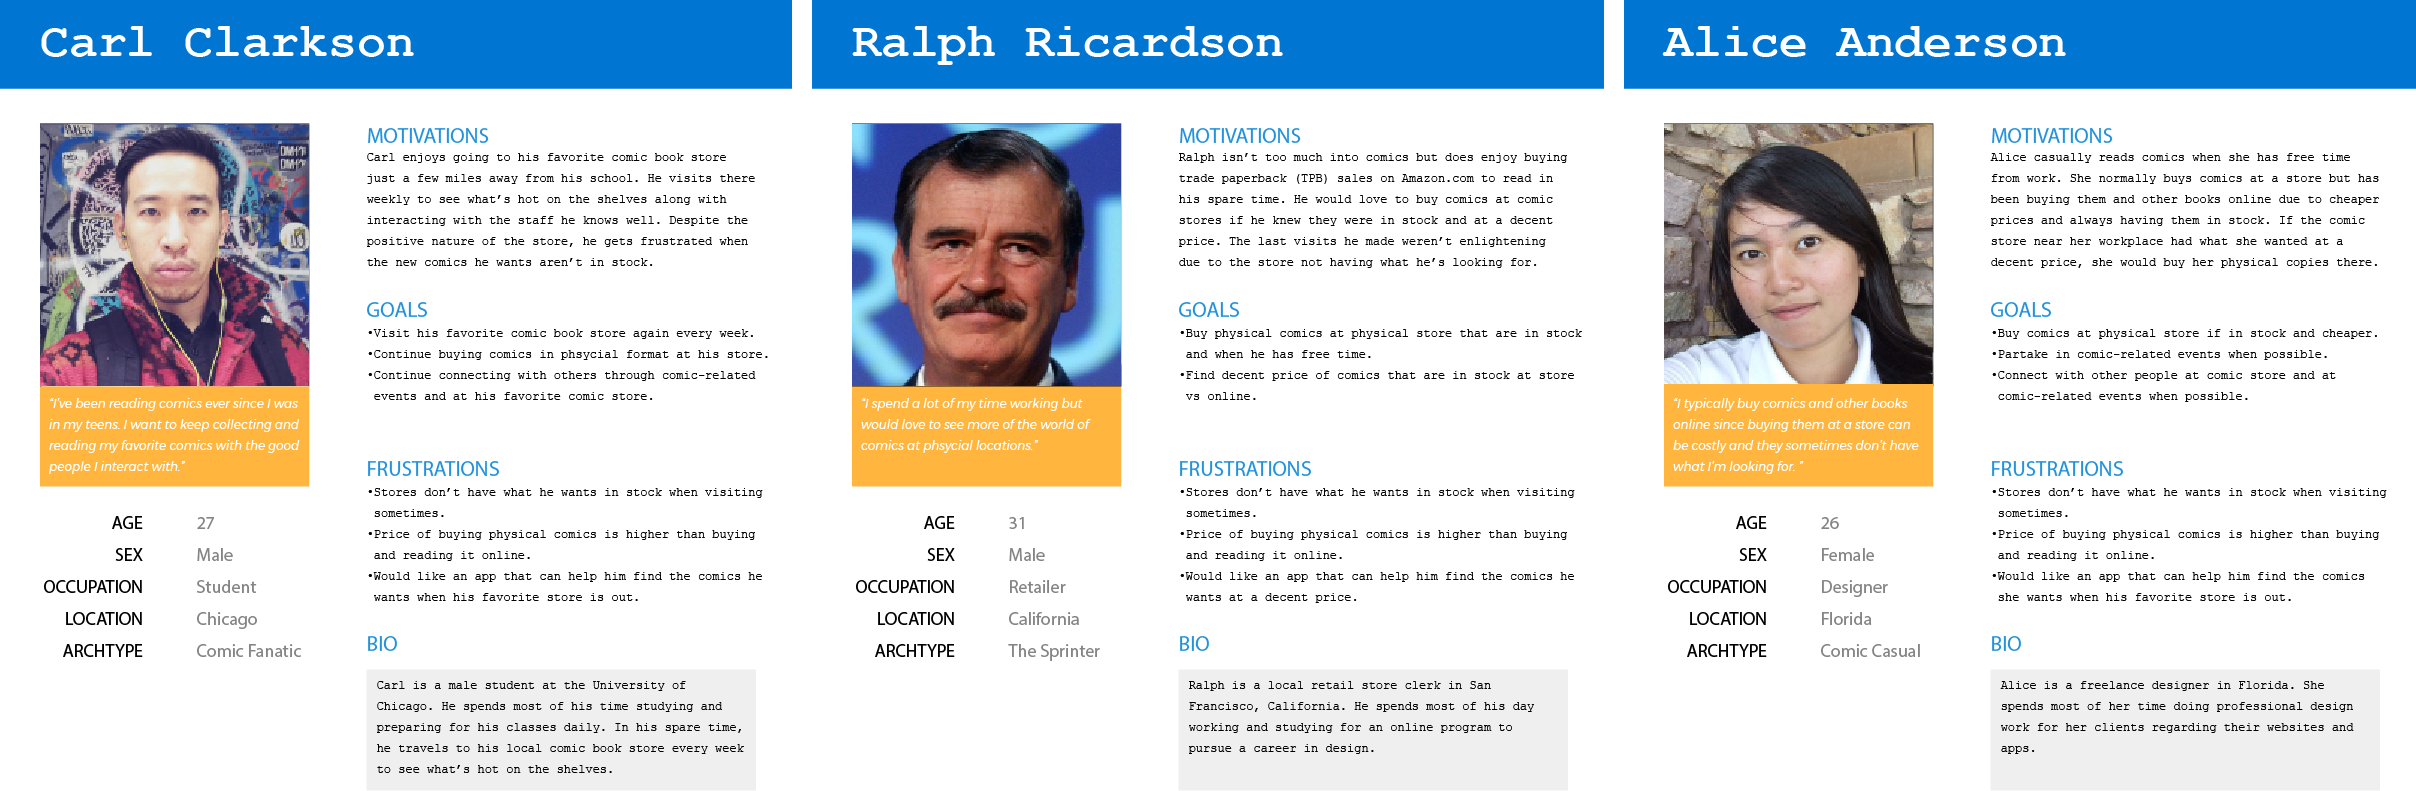 Carl Clarkson
MOTIVATIONS
Carl enjoys going to his favorite comic book store
just a few miles away from his school. He visits there
weekly to see what's hot on the shelves along with
interacting with the staff he knows well. Despite the
positive nature of the store, he gets frustrated when
the new comics he wants aren't in stock.
GOALS
•Visit his favorite comic book store again every week.
•Continue buying comics in phsycial format at his store.
•Continue connecting with others through comic-related
events and at his favorite comic store.
"I've been reading comics ever since I was
in my teens. I want to keep collecting and
reading my favorite comics with the good
people I interact with."
FRUSTRATIONS
•Stores don't have what he wants in stock when visiting
sometimes.
•Price of buying physical comics is higher than buying
and reading it online.
•Would like an app that can help him find the comics he
wants when his favorite store is out.
AGE 27
SEX Male
OCCUPATION Student
LOCATION Chicago
ARCHTYPE Comic Fanatic
BIO
Carl is a male student at the University of
Chicago. He spends most of his time studying and
preparing for his classes daily. In his spare time,
he travels to his local comic book store every week
to see what's hot on the shelves.
Ralph Ricardson
MOTIVATIONS
Ralph isn't too much into comics but does enjoy buying
trade paperback (TPB) sales on Amazon.com to read in
his spare time. He would love to buy comics at comic
stores if he knew they were in stock and at a decent
price. The last visits he made weren't enlightening
due to the store not having what he's looking for.
GOALS
•Buy physical comics at physical store that are in stock
and when he has free time.
•Find decent price of comics that are in stock at store
vs online.
"I spend a lot of my time working but
would love to see more of the world of
comics at phsycial locations."
FRUSTRATIONS
•Stores don't have what he wants in stock when visiting
sometimes.
•Price of buying physical comics is higher than buying
and reading it online.
•Would like an app that can help him find the comics he
wants at a decent price.
AGE 31
SEX Male
OCCUPATION Retailer
LOCATION California
ARCHTYPE The Sprinter
BIO
Ralph is a local retail store clerk in San
Francisco, California. He spends most of his day
working and studying for an online program to
pursue a career in design.
Alice Anderson
MOTIVATIONS
Alice casually reads comics when she has free time
from work. She normally buys comics at a store but has
been buying them and other books online due to cheaper
prices and always having them in stock. If the comic
store near her workplace had what she wanted at a
decent price, she would buy her physical copies there.
GOALS
•Buy comics at physical store if in stock and cheaper.
•Partake in comic-related events when possible.
•Connect with other people at comic store and at
comic-related events when possible.
"I typically buy comics and other books
online since buying them at a store can
be costly and they sometimes don't have
what I'm looking for. "
FRUSTRATIONS
•Stores don't have what he wants in stock when visiting
sometimes.
•Price of buying physical comics is higher than buying
and reading it online.
•Would like an app that can help him find the comics
she wants when his favorite store is out.
AGE 26
SEX Female
OCCUPATION Designer
LOCATION Florida
ARCHTYPE Comic Casual
BIO
Alice is a freelance designer in Florida. She
spends most of her time doing professional design
work for her clients regarding their websites and
apps.